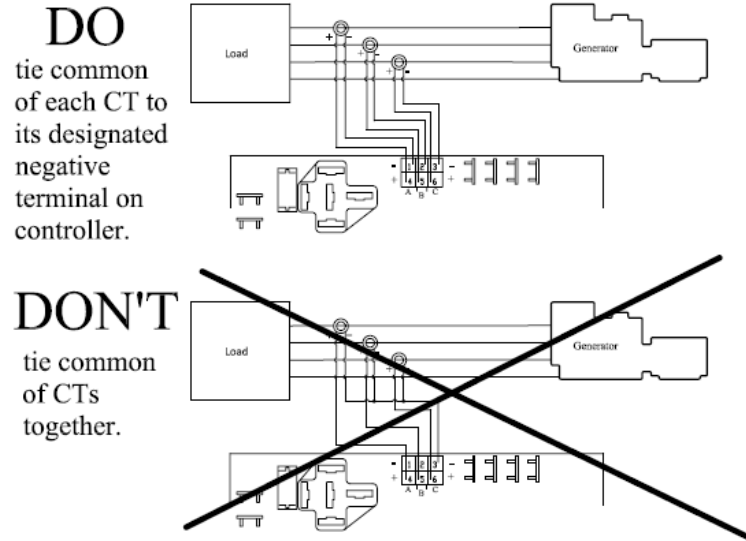 DO
tie common
of each CT to
its designated
negative
terminal on
controller.
Load
Generator
+ -
+ -
+ -
- 1 2 3 -
+ 4 5 6 +
A B C
DON'T
tie common
of CTs
together.
Load
Generator
+
+
- 1 2 3 -
+ 4 5 6 +
A B C